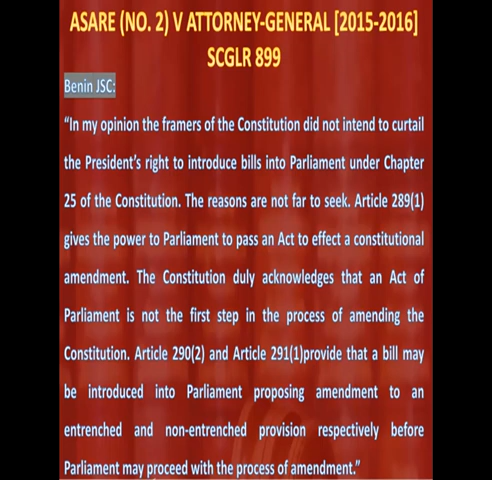 ASARE (NO. 2) V ATTORNEY-GENERAL [2015-2016]
SCGLR 899
Benin JSC:
“In my opinion the framers of the Constitution did not intend to curtail
the President’s right to introduce bills into Parliament under Chapter
25 of the Constitution. The reasons are not far to seek. Article 289(1)
gives the power to Parliament to pass an Act to effect a constitutional
amendment. The Constitution duly acknowledges that an Act of
Parliament is not the first step in the process of amending the
Constitution. Article 290(2) and Article 291(1)provide that a bill may
be introduced into Parliament proposing amendment to an
entrenched and non-entrenched provision respectively before
Parliament may proceed with the process of amendment.”